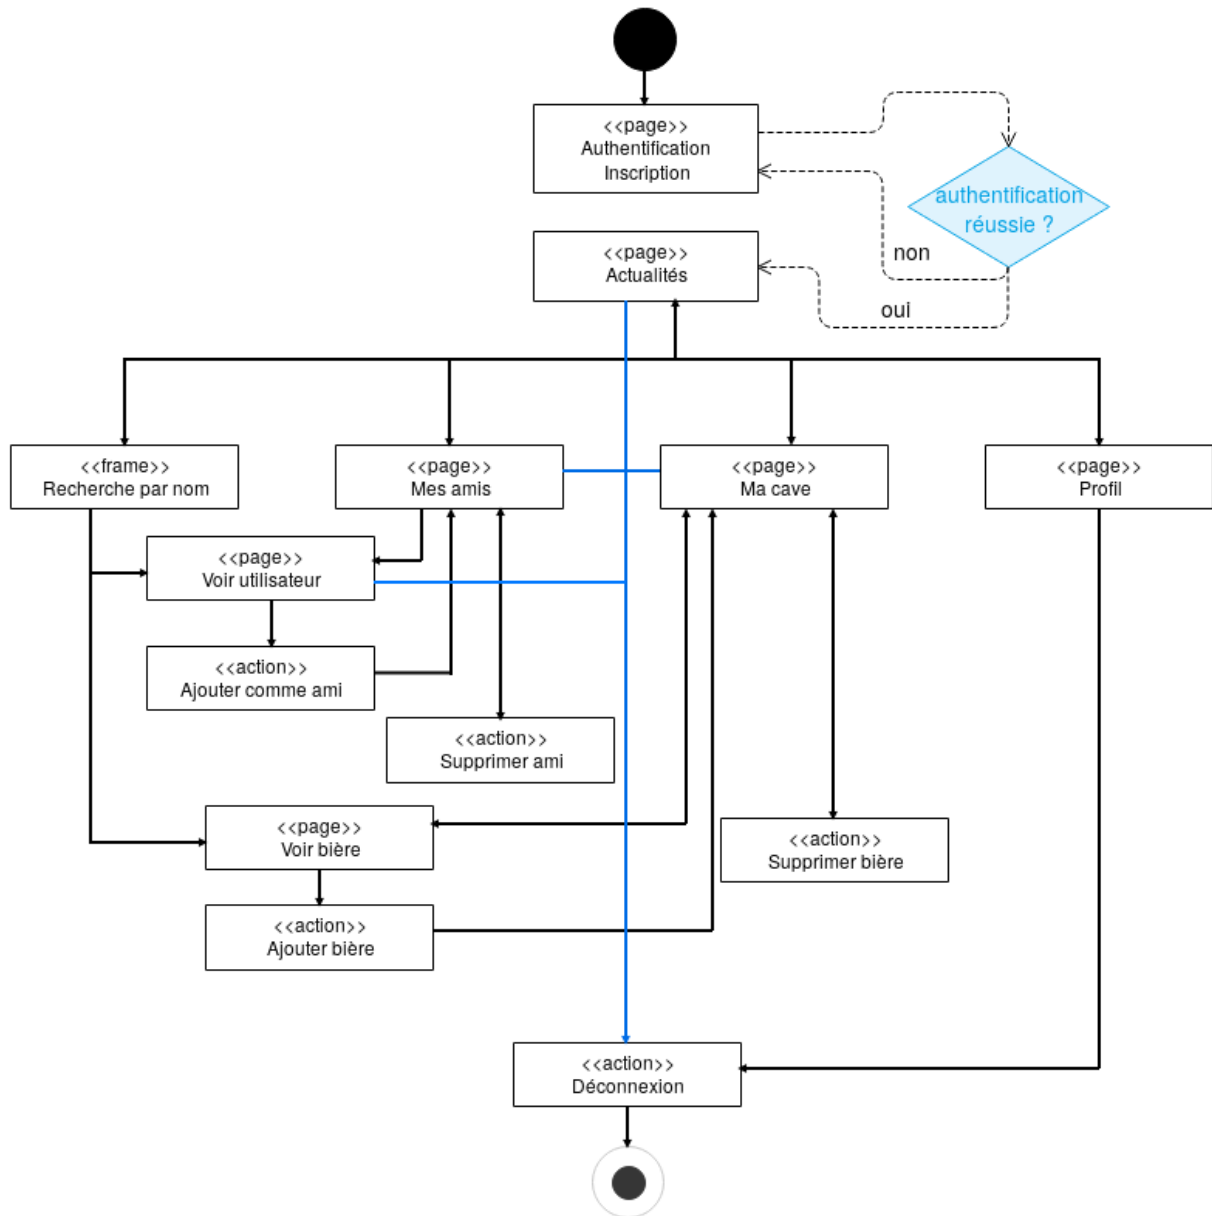 <<page>>
Authentification
Inscription
authentification
réussie ?
non
<<page>>
Actualités
oui
<<frame>>
Recherche par nom
<<page>>
Mes amis
<<page>>
Ma cave
<<page>>
Profil
<<page>>
Voir utilisateur
<<action>>
Ajouter comme ami
<<action>>
Supprimer ami
<<page>>
Voir bière
<<action>>
Supprimer bière
<<action>>
Ajouter bière
<<action>>
Déconnexion